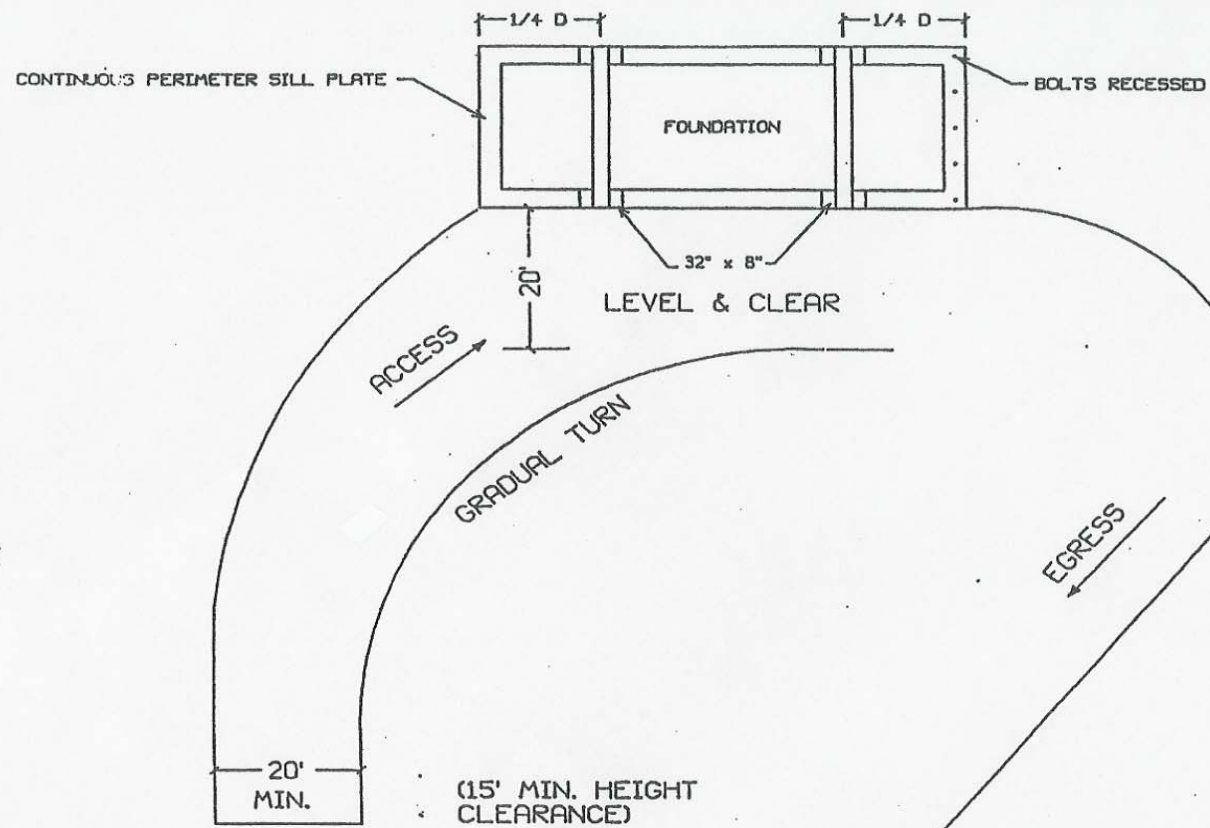 1/4 D
1/4 D
CONTINUOUS PERIMETER SILL PLATE
BOLTS RECESSED
FOUNDATION
32" x 8"
20'
LEVEL & CLEAR
ACCESS
GRADUAL TURN
EGRESS
20'
MIN.
(15' MIN. HEIGHT
CLEARANCE)